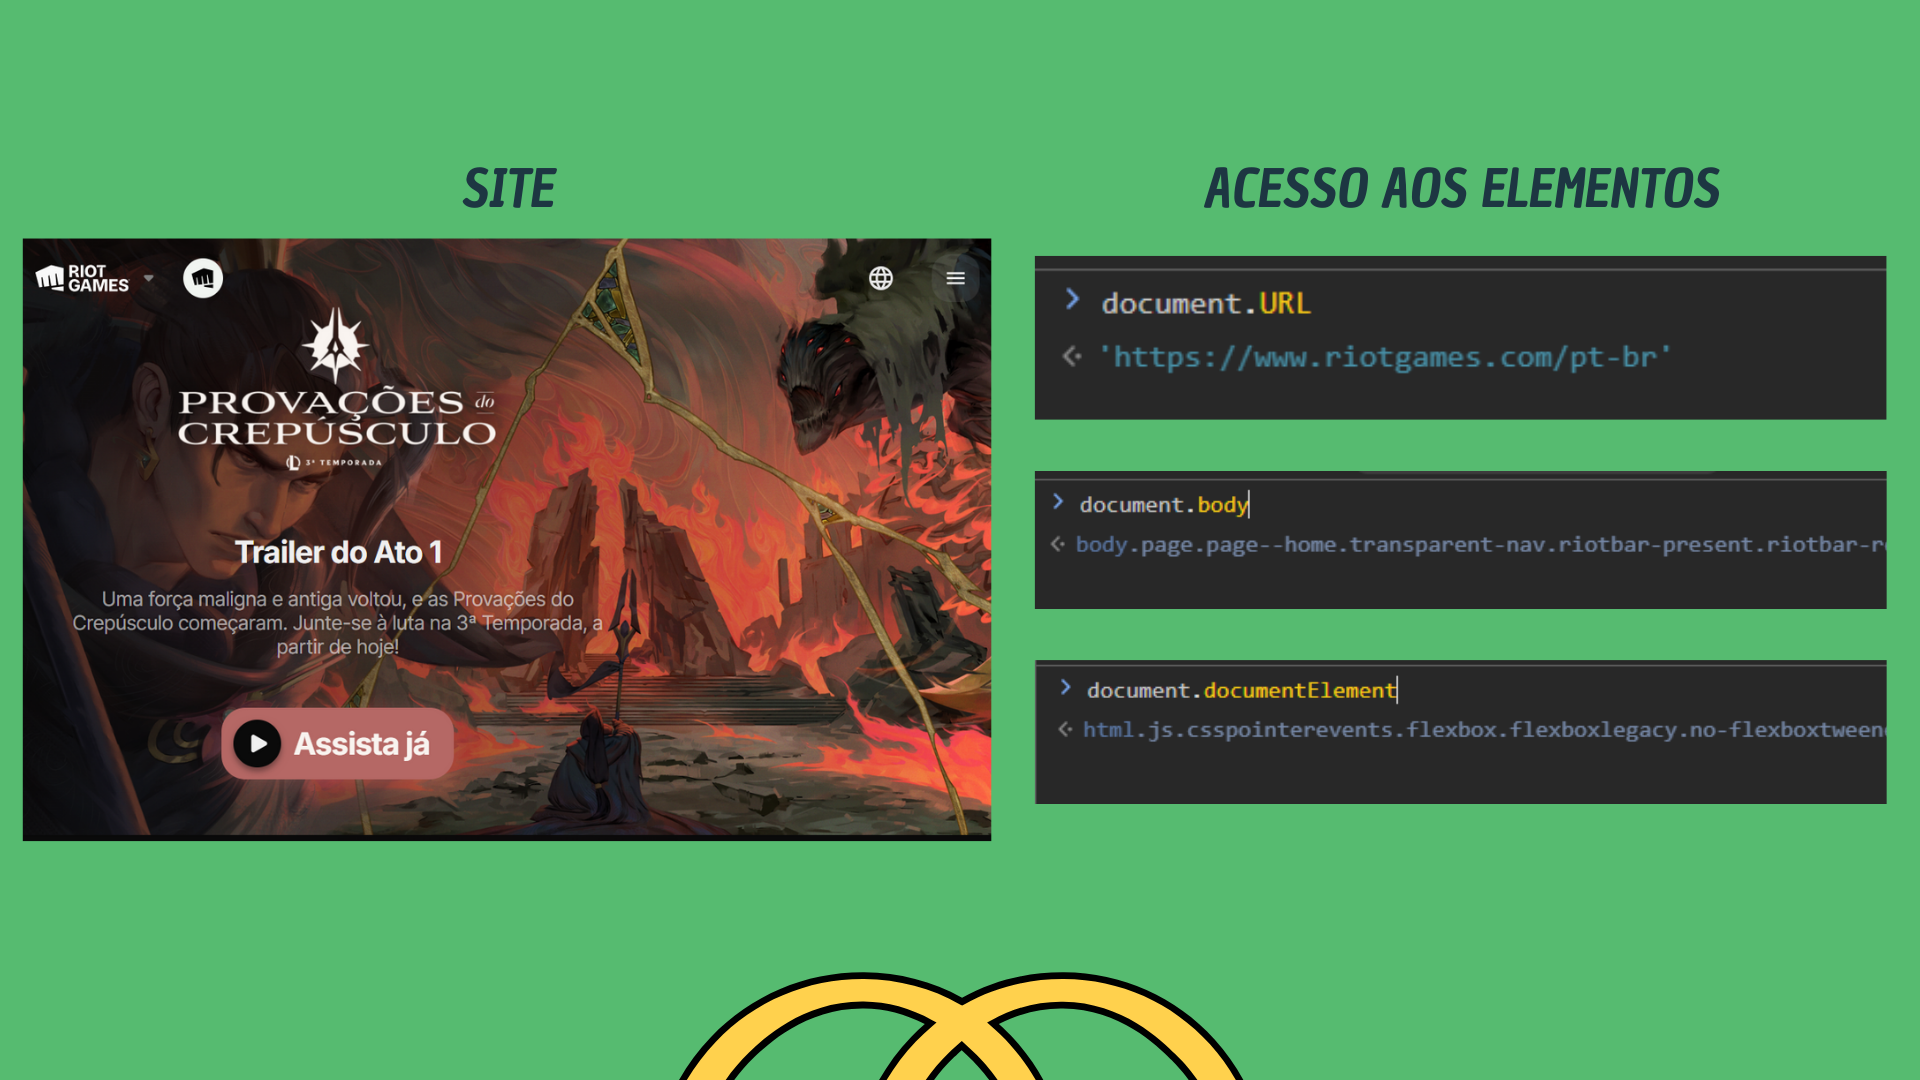 SITE
RIOT
GAMES
PROVAÇÕES do
CREPÚSCULO
3ª TEMPORADA
Trailer do Ato 1
Uma força maligna e antiga voltou, e as Provações do
Crepúsculo começaram. Junte-se à luta na 3ª Temporada, a
partir de hoje!
Assista já
ACESSO AOS ELEMENTOS
> document.URL
<· 'https://www.riotgames.com/pt-br'
> document.body
<· body.page.page--home.transparent-nav.riotbar-present.riotbar-r
> document.documentElement
<· html.js.csspointerevents.flexbox.flexboxlegacy.no-flexboxtween